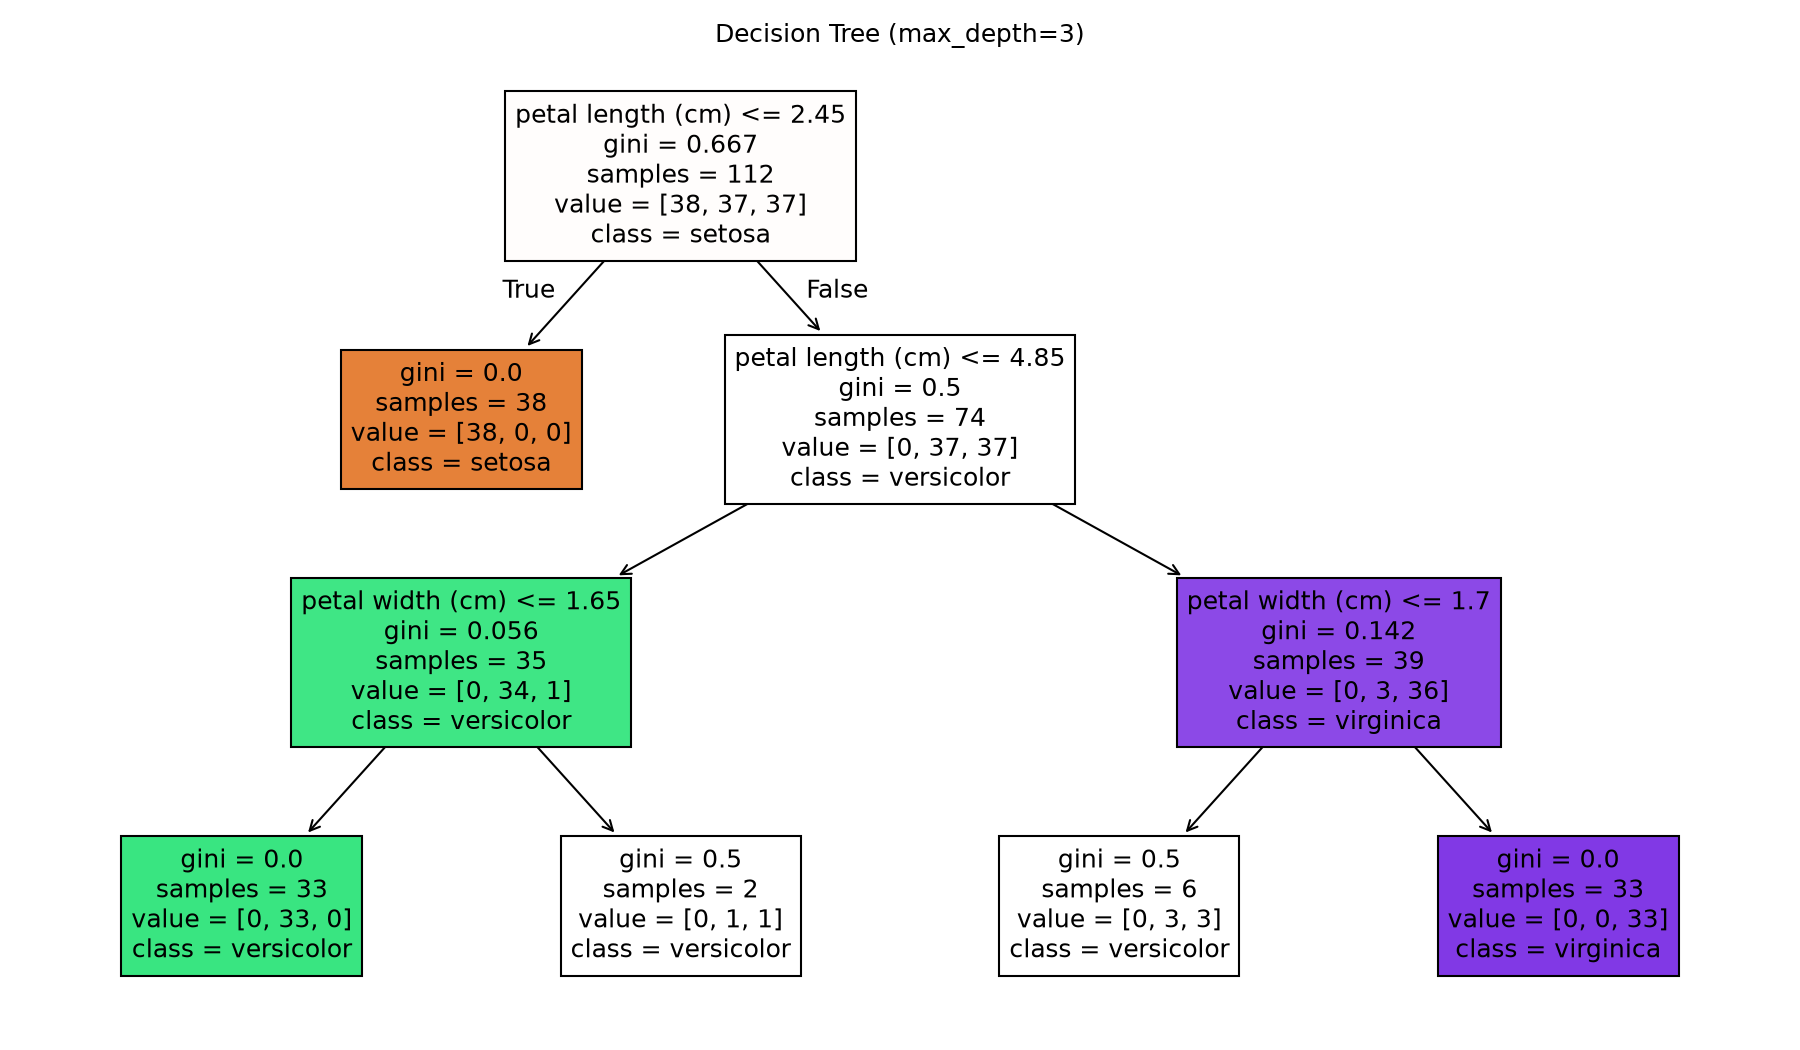 Decision Tree (max_depth=3)
petal length (cm) <= 2.45
gini = 0.667
samples = 112
value = [38, 37, 37]
class = setosa
True
False
gini = 0.0
samples = 38
value = [38, 0, 0]
class = setosa
petal length (cm) <= 4.85
gini = 0.5
samples = 74
value = [0, 37, 37]
class = versicolor
petal width (cm) <= 1.65
gini = 0.056
samples = 35
value = [0, 34, 1]
class = versicolor
petal width (cm) <= 1.7
gini = 0.142
samples = 39
value = [0, 3, 36]
class = virginica
gini = 0.0
samples = 33
value = [0, 33, 0]
class = versicolor
gini = 0.5
samples = 2
value = [0, 1, 1]
class = versicolor
gini = 0.5
samples = 6
value = [0, 3, 3]
class = versicolor
gini = 0.0
samples = 33
value = [0, 0, 33]
class = virginica